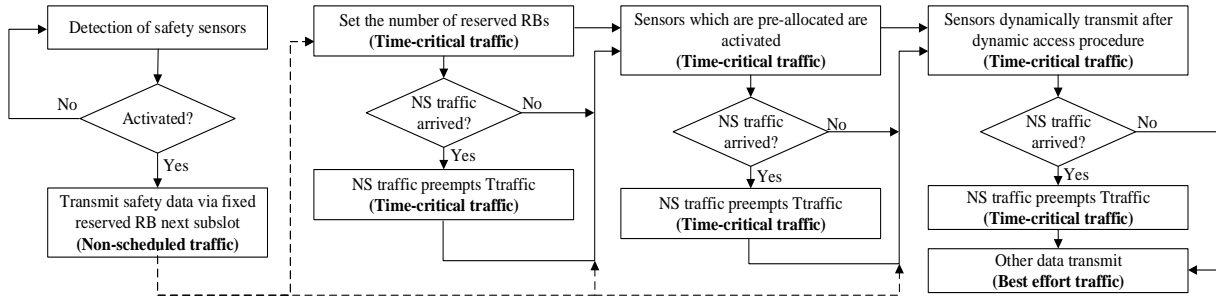 Detection of safety sensors
No
Activated?
Yes
Transmit safety data via fixed
reserved RB next subslot
(Non-scheduled traffic)
Set the number of reserved RBs
(Time-critical traffic)
NS traffic
arrived?
No
Yes
NS traffic preempts Ttraffic
(Time-critical traffic)
Sensors which are pre-allocated are
activated
(Time-critical traffic)
NS traffic
arrived?
No
Yes
NS traffic preempts Ttraffic
(Time-critical traffic)
Sensors dynamically transmit after
dynamic access procedure
(Time-critical traffic)
NS traffic
arrived?
No
Yes
NS traffic preempts Ttraffic
(Time-critical traffic)
Other data transmit
(Best effort traffic)